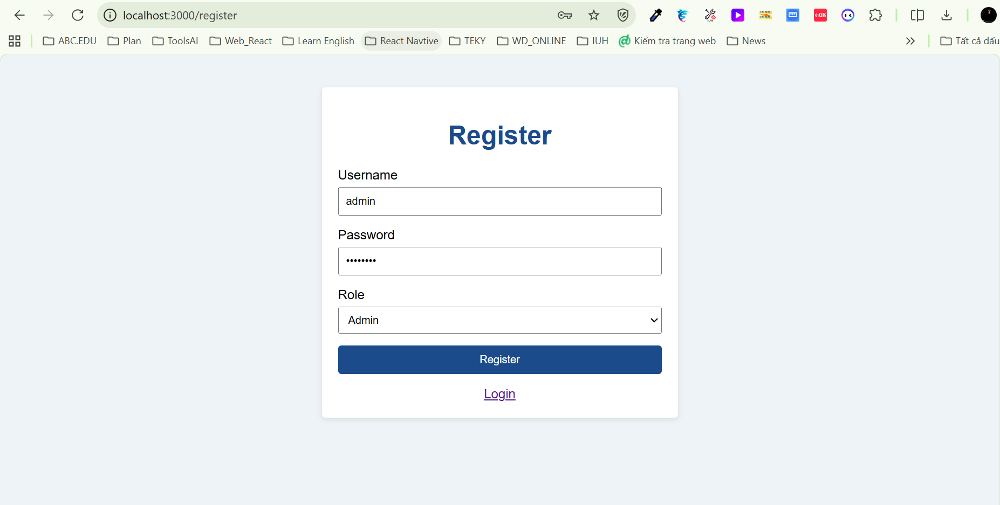 localhost:3000/register
ABC.EDU Plan ToolsAI Web_React Learn English React Navtive TEKY WD_ONLINE IUH Kiểm tra trang web News Tất cả dấu
Register
Username
admin
Password
••••••••
Role
Admin
Register
Login